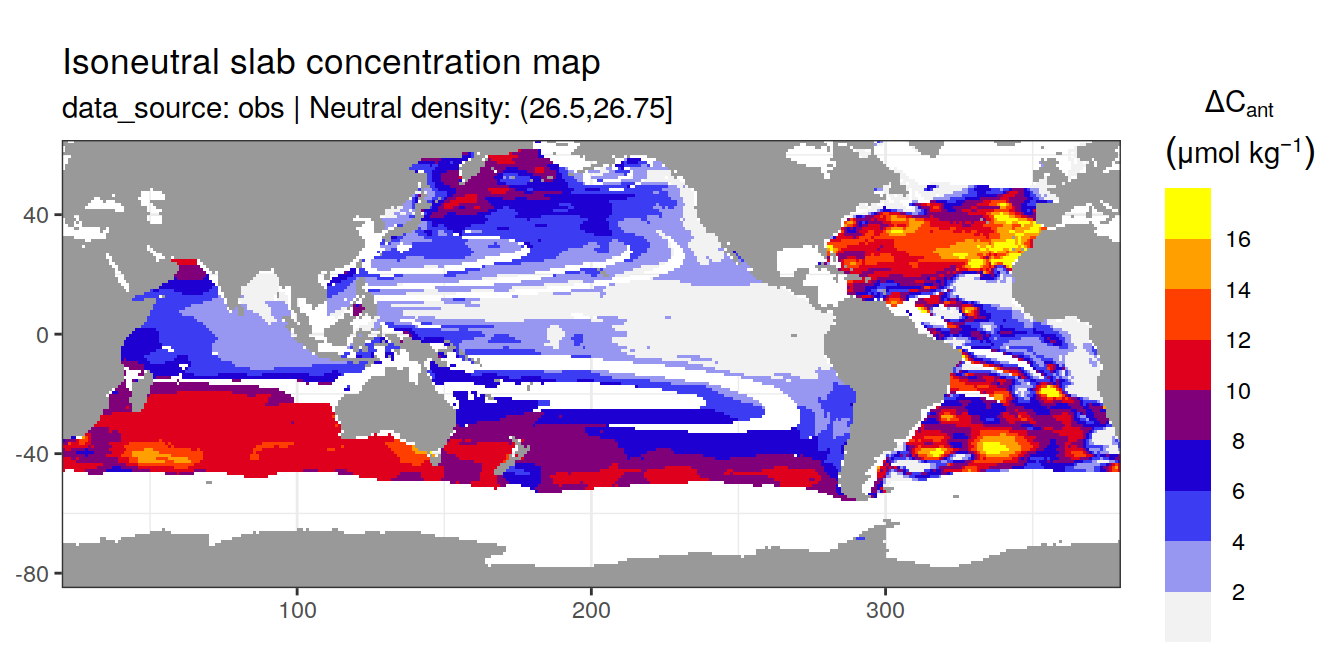 Isoneutral slab concentration map
data_source: obs | Neutral density: (26.5,26.75]
ΔCant
(μmol kg⁻¹)
16
14
12
10
8
6
4
2
40
0
-40
-80
100 200 300